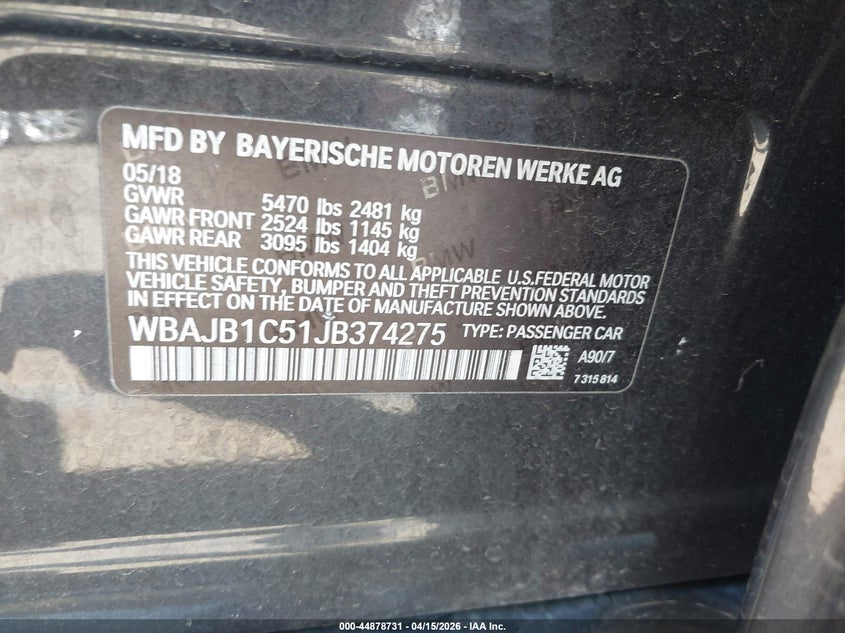 MFD BY BAYERISCHE MOTOREN WERKE AG
05/18
GVWR 5470 lbs 2481 kg
GAWR FRONT 2524 lbs 1145 kg
GAWR REAR 3095 lbs 1404 kg
THIS VEHICLE CONFORMS TO ALL APPLICABLE U.S.FEDERAL MOTOR
VEHICLE SAFETY, BUMPER AND THEFT PREVENTION STANDARDS
IN EFFECT ON THE DATE OF MANUFACTURE SHOWN ABOVE.
WBAJB1C51JB374275 TYPE: PASSENGER CAR
A90/7
7 315 814
BMW
BMW
000-44878731 - 04/15/2026 - IAA Inc.